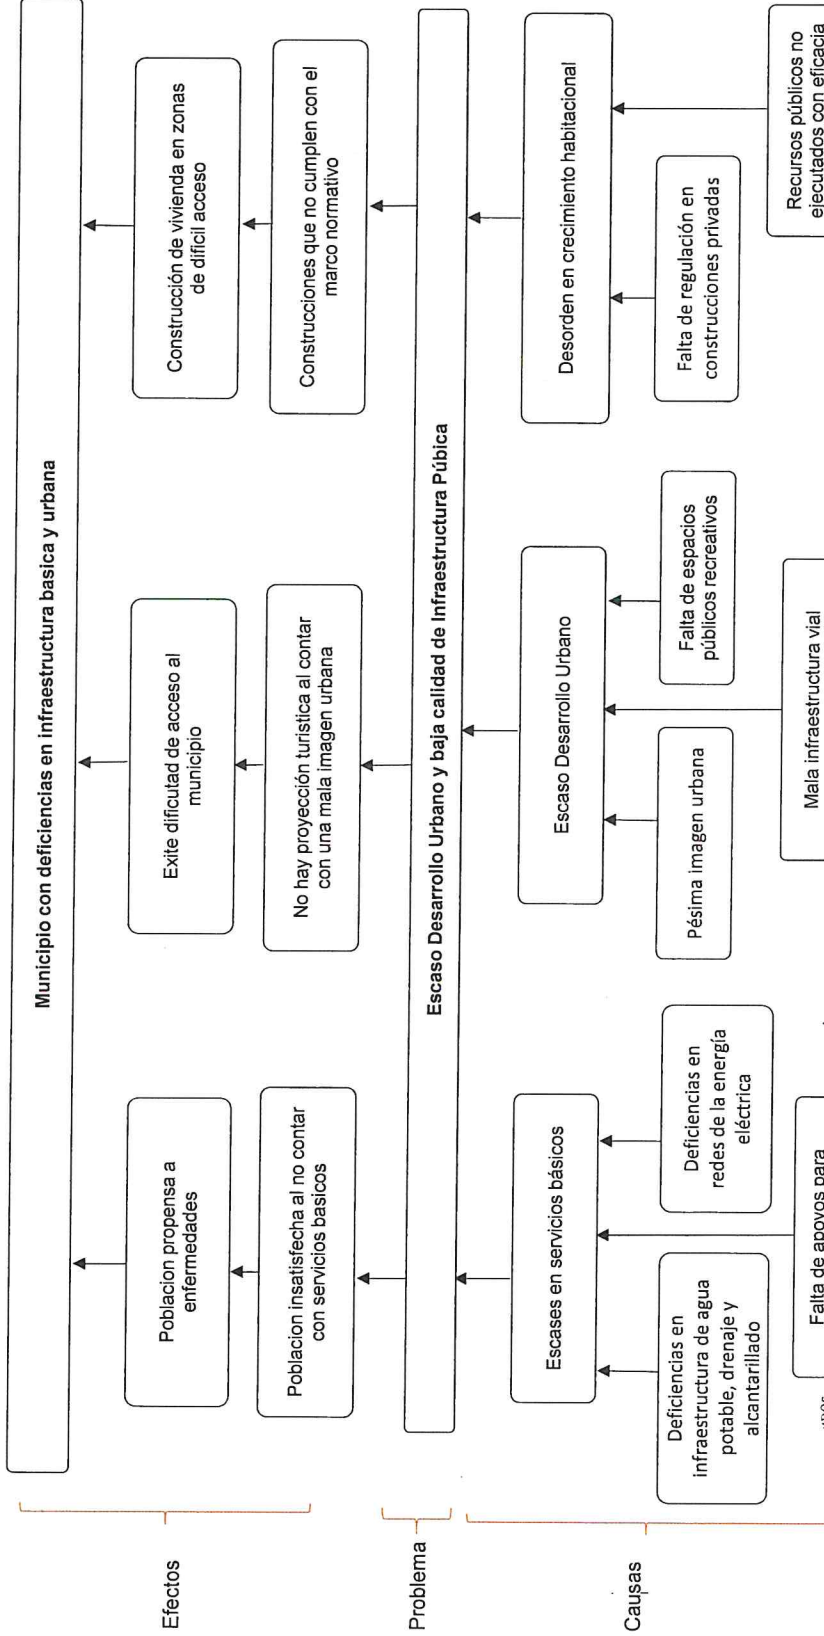 Municipio con deficiencias en infraestructura basica y urbana
Efectos
Poblacion propensa a
enfermedades
Exite dificutad de acceso al
municipio
Construcción de vivienda en zonas
de difícil acceso
Poblacion insatisfecha al no contar
con servicios basicos
No hay proyección turistica al contar
con una mala imagen urbana
Construcciones que no cumplen con el
marco normativo
Problema
Escaso Desarrollo Urbano y baja calidad de Infraestructura Púbica
Causas
Escases en servicios básicos
Escaso Desarrollo Urbano
Desorden en crecimiento habitacional
Deficiencias en
infraestructura de agua
potable, drenaje y
alcantarillado
Deficiencias en
redes de la energía
eléctrica
Pésima imagen urbana
Falta de espacios
públicos recreativos
Falta de regulación en
construcciones privadas
Falta de apoyos para
Mala infraestructura vial
Recursos públicos no
ejecutados con eficacia